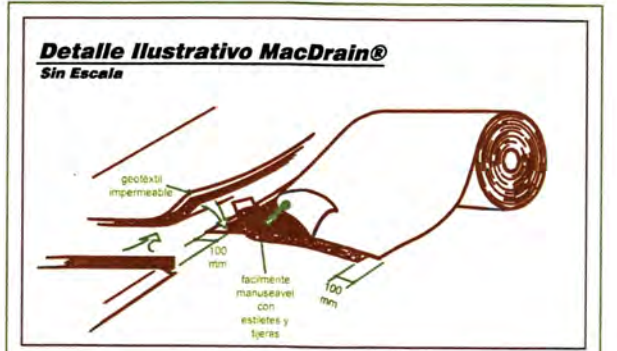 Detalle Ilustrativo MacDrain®
Sin Escala
geotéxtil
impermeable
100
mm
facilmente
manuseavel
con
estiletes y
tijeras
100
mm